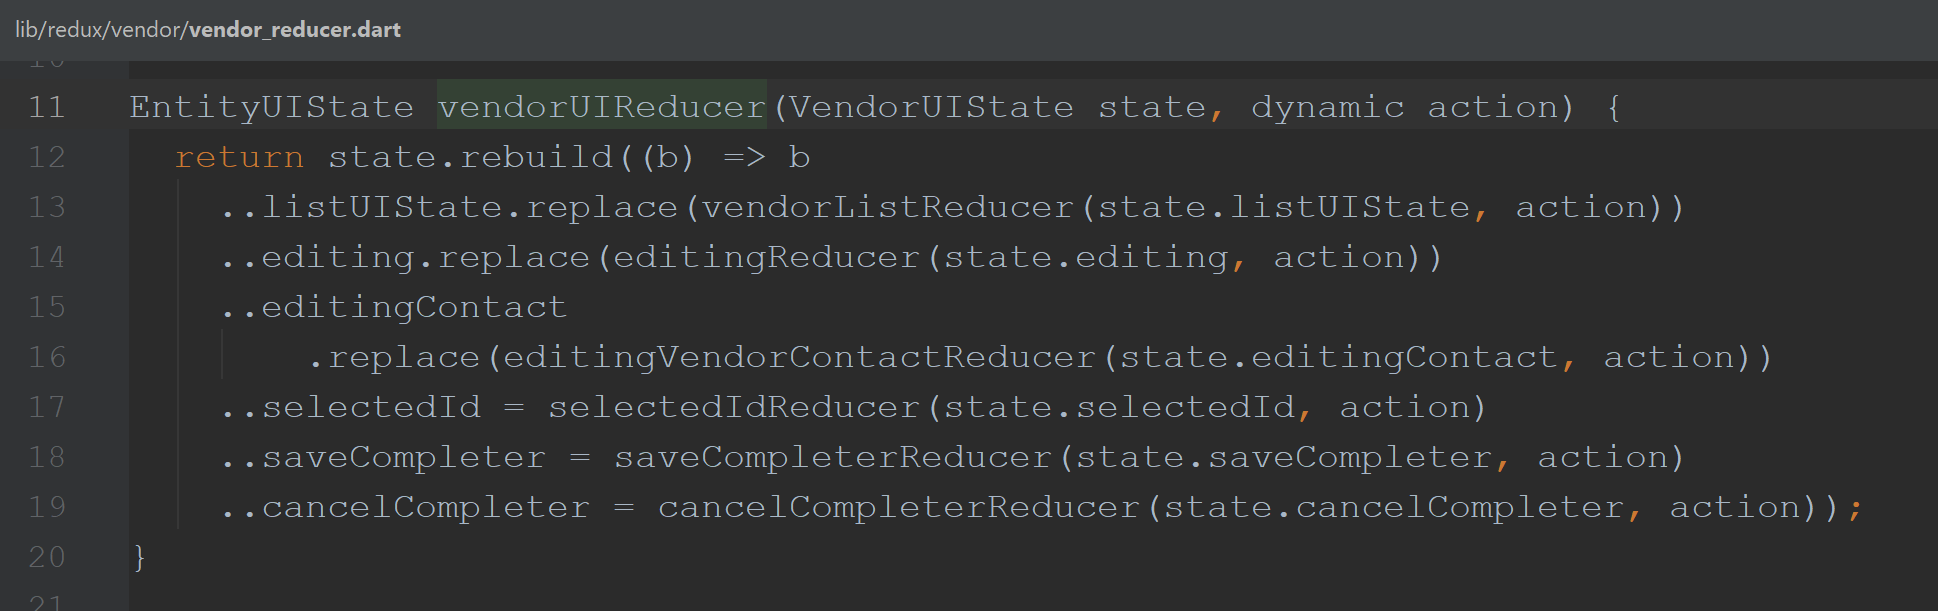 lib/redux/vendor/vendor_reducer.dart
10
11 EntityUIState vendorUIReducer(VendorUIState state, dynamic action) {
12   return state.rebuild((b) => b
13     ..listUIState.replace(vendorListReducer(state.listUIState, action))
14     ..editing.replace(editingReducer(state.editing, action))
15     ..editingContact
16         .replace(editingVendorContactReducer(state.editingContact, action))
17     ..selectedId = selectedIdReducer(state.selectedId, action)
18     ..saveCompleter = saveCompleterReducer(state.saveCompleter, action)
19     ..cancelCompleter = cancelCompleterReducer(state.cancelCompleter, action));
20 }
21